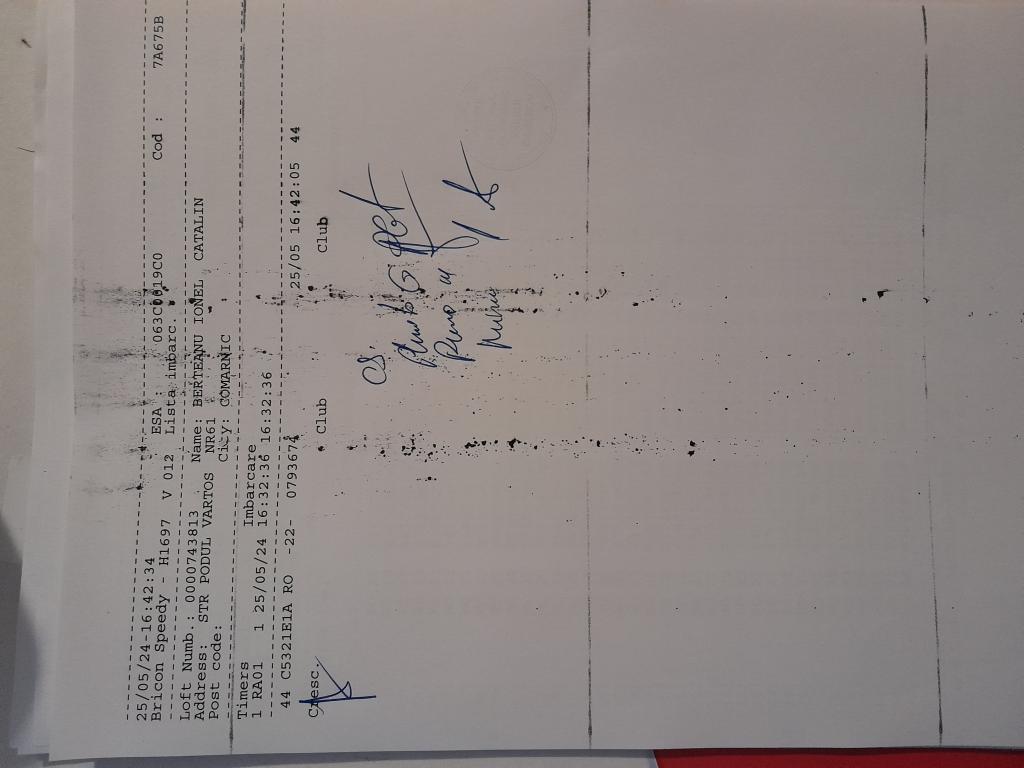 25/05/24-16:42:34
Bricon Speedy - H1697 V 012 ESA : 063C0019C0 Cod : 7A675B
Lista imbarc.
Loft Numb.: 0000743813 Name: BERTEANU IONEL CATALIN
Address: STR PODUL VARTOS NR61
Post code: City: COMARNIC
Timers Imbarcare
1 RA01 1 25/05/24 16:32:36 16:32:36
44 C5321E1A RO -22- 0793674 25/05 16:42:05 44
Cresc. Club Club